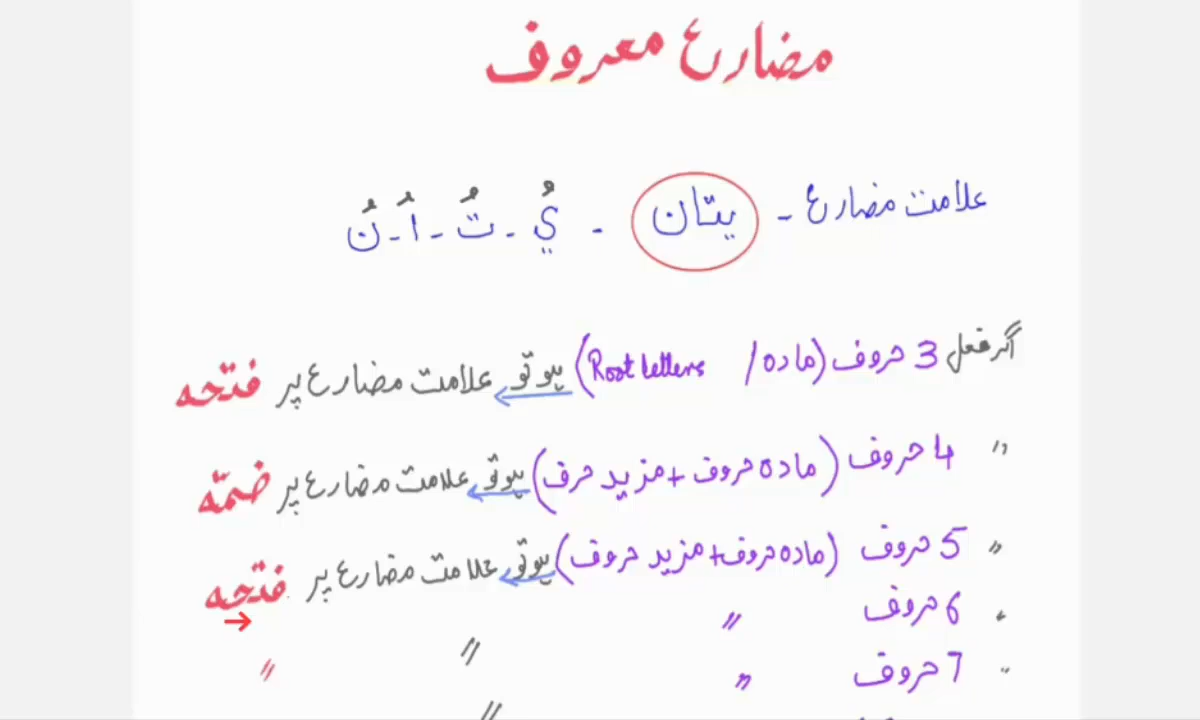 مضارع معروف
علامت مضارع - یتان - يُ - تُ - اُ - نُ
اگر فعل 3 حروف (مادہ / Root letters) ہو تو علامت مضارع پر فتحہ
〃 4 حروف (مادہ حروف + مزید حرف) ہو تو علامت مضارع پر ضمّہ
〃 5 حروف (مادہ حروف + مزید حروف) ہو تو علامت مضارع پر فتحہ
〃 6 حروف 〃 〃 〃
〃 7 حروف 〃 〃